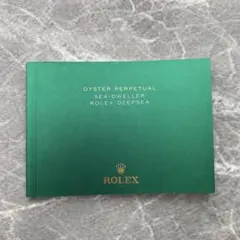 OYSTER PERPETUAL
SEA-DWELLER
ROLEX DEEPSEA
ROLEX